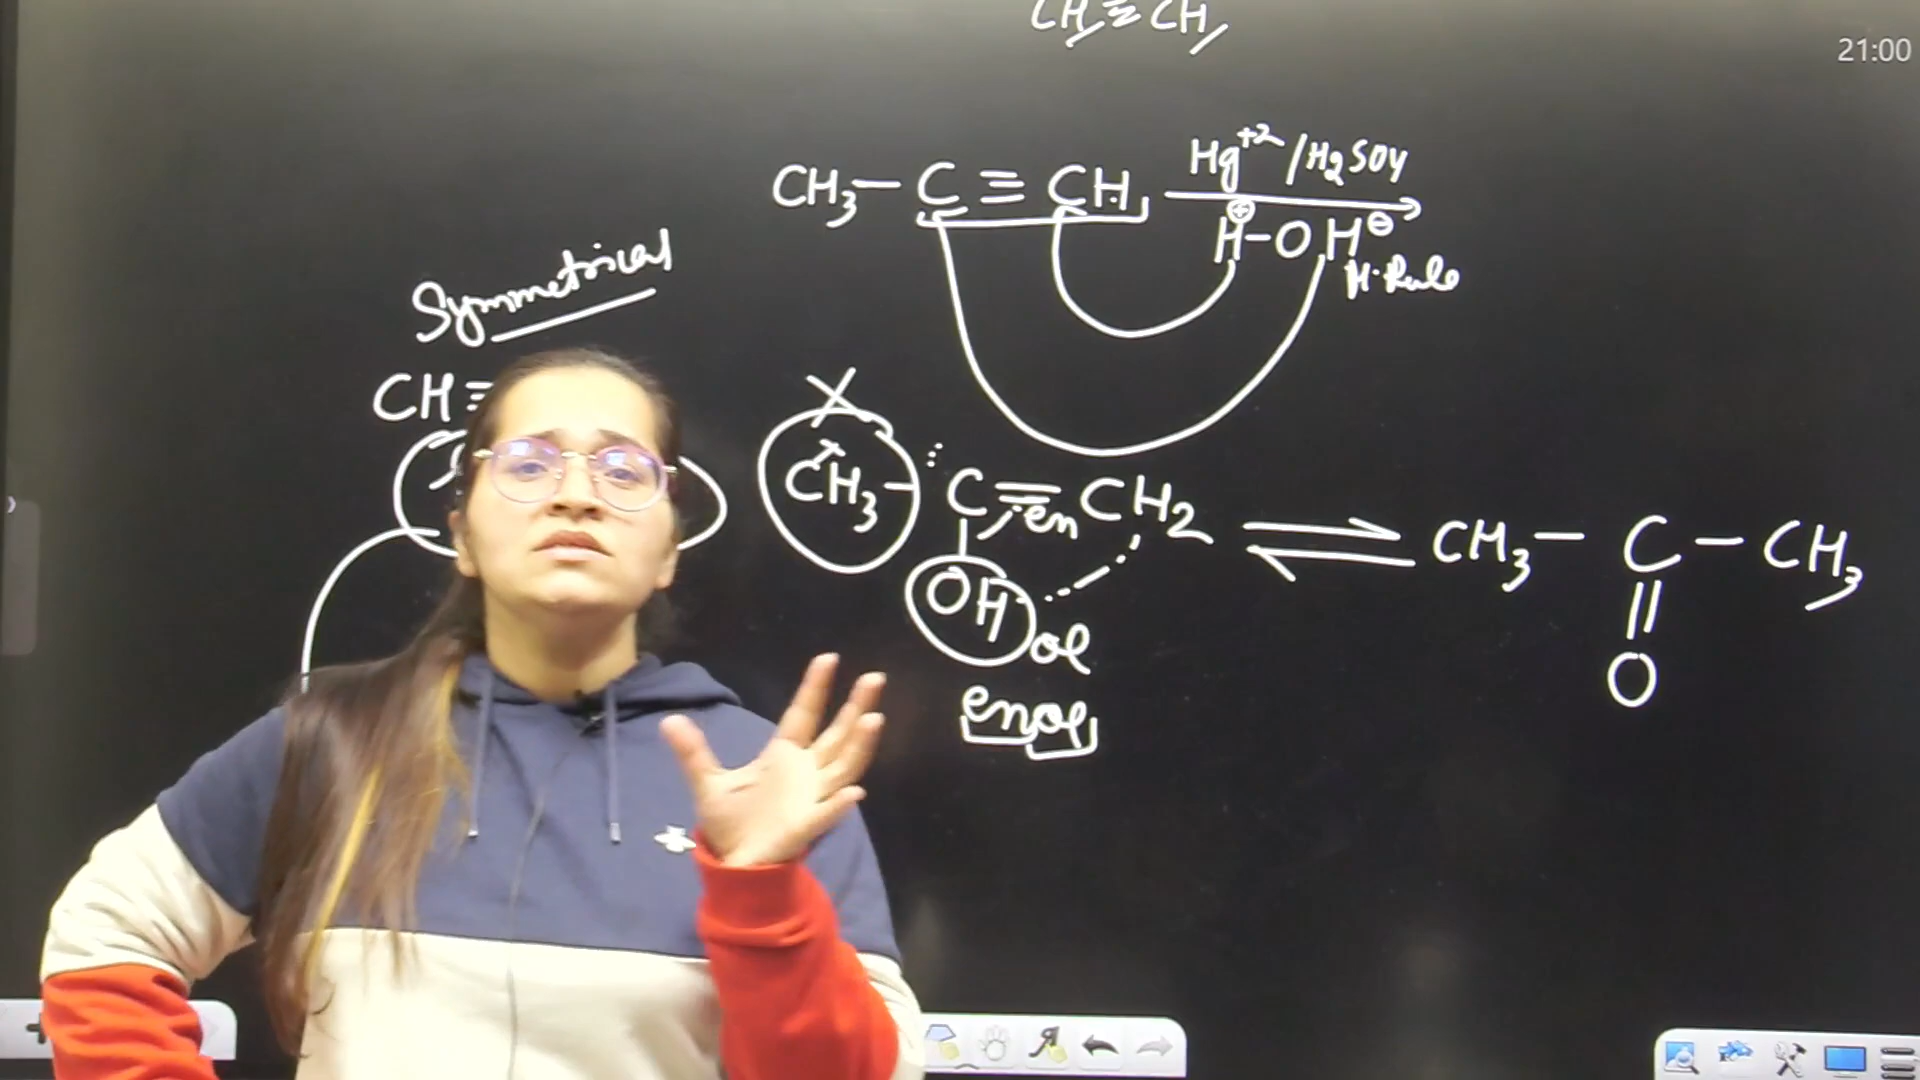 CH≡CH
21:00
CH3-C≡CH Hg+2/H2SO4
H⊕-OH⊖
Symmetrical
CH≡
X
CH3-C=CH2 ⇌ CH3-C-CH3
en
OH O
ol
enol